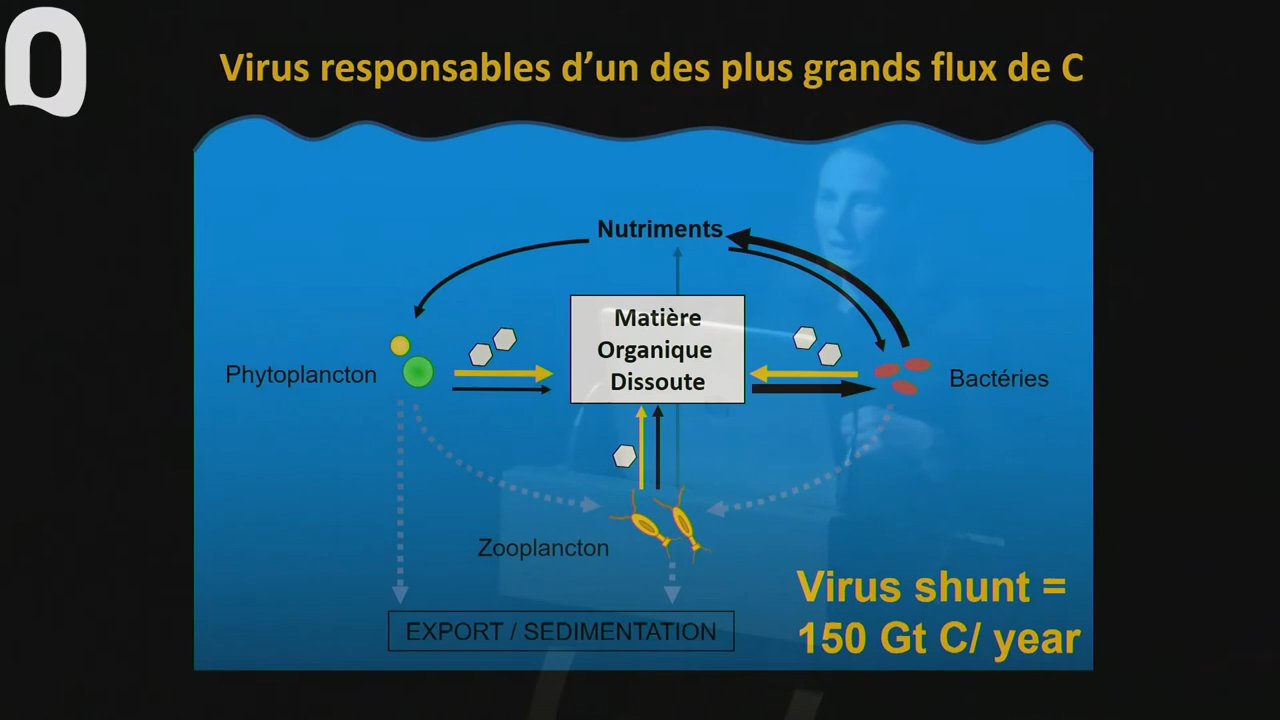 Q
Virus responsables d’un des plus grands flux de C
Nutriments
Matière
Organique
Dissoute
Phytoplancton
Bactéries
Zooplancton
EXPORT / SEDIMENTATION
Virus shunt =
150 Gt C/ year